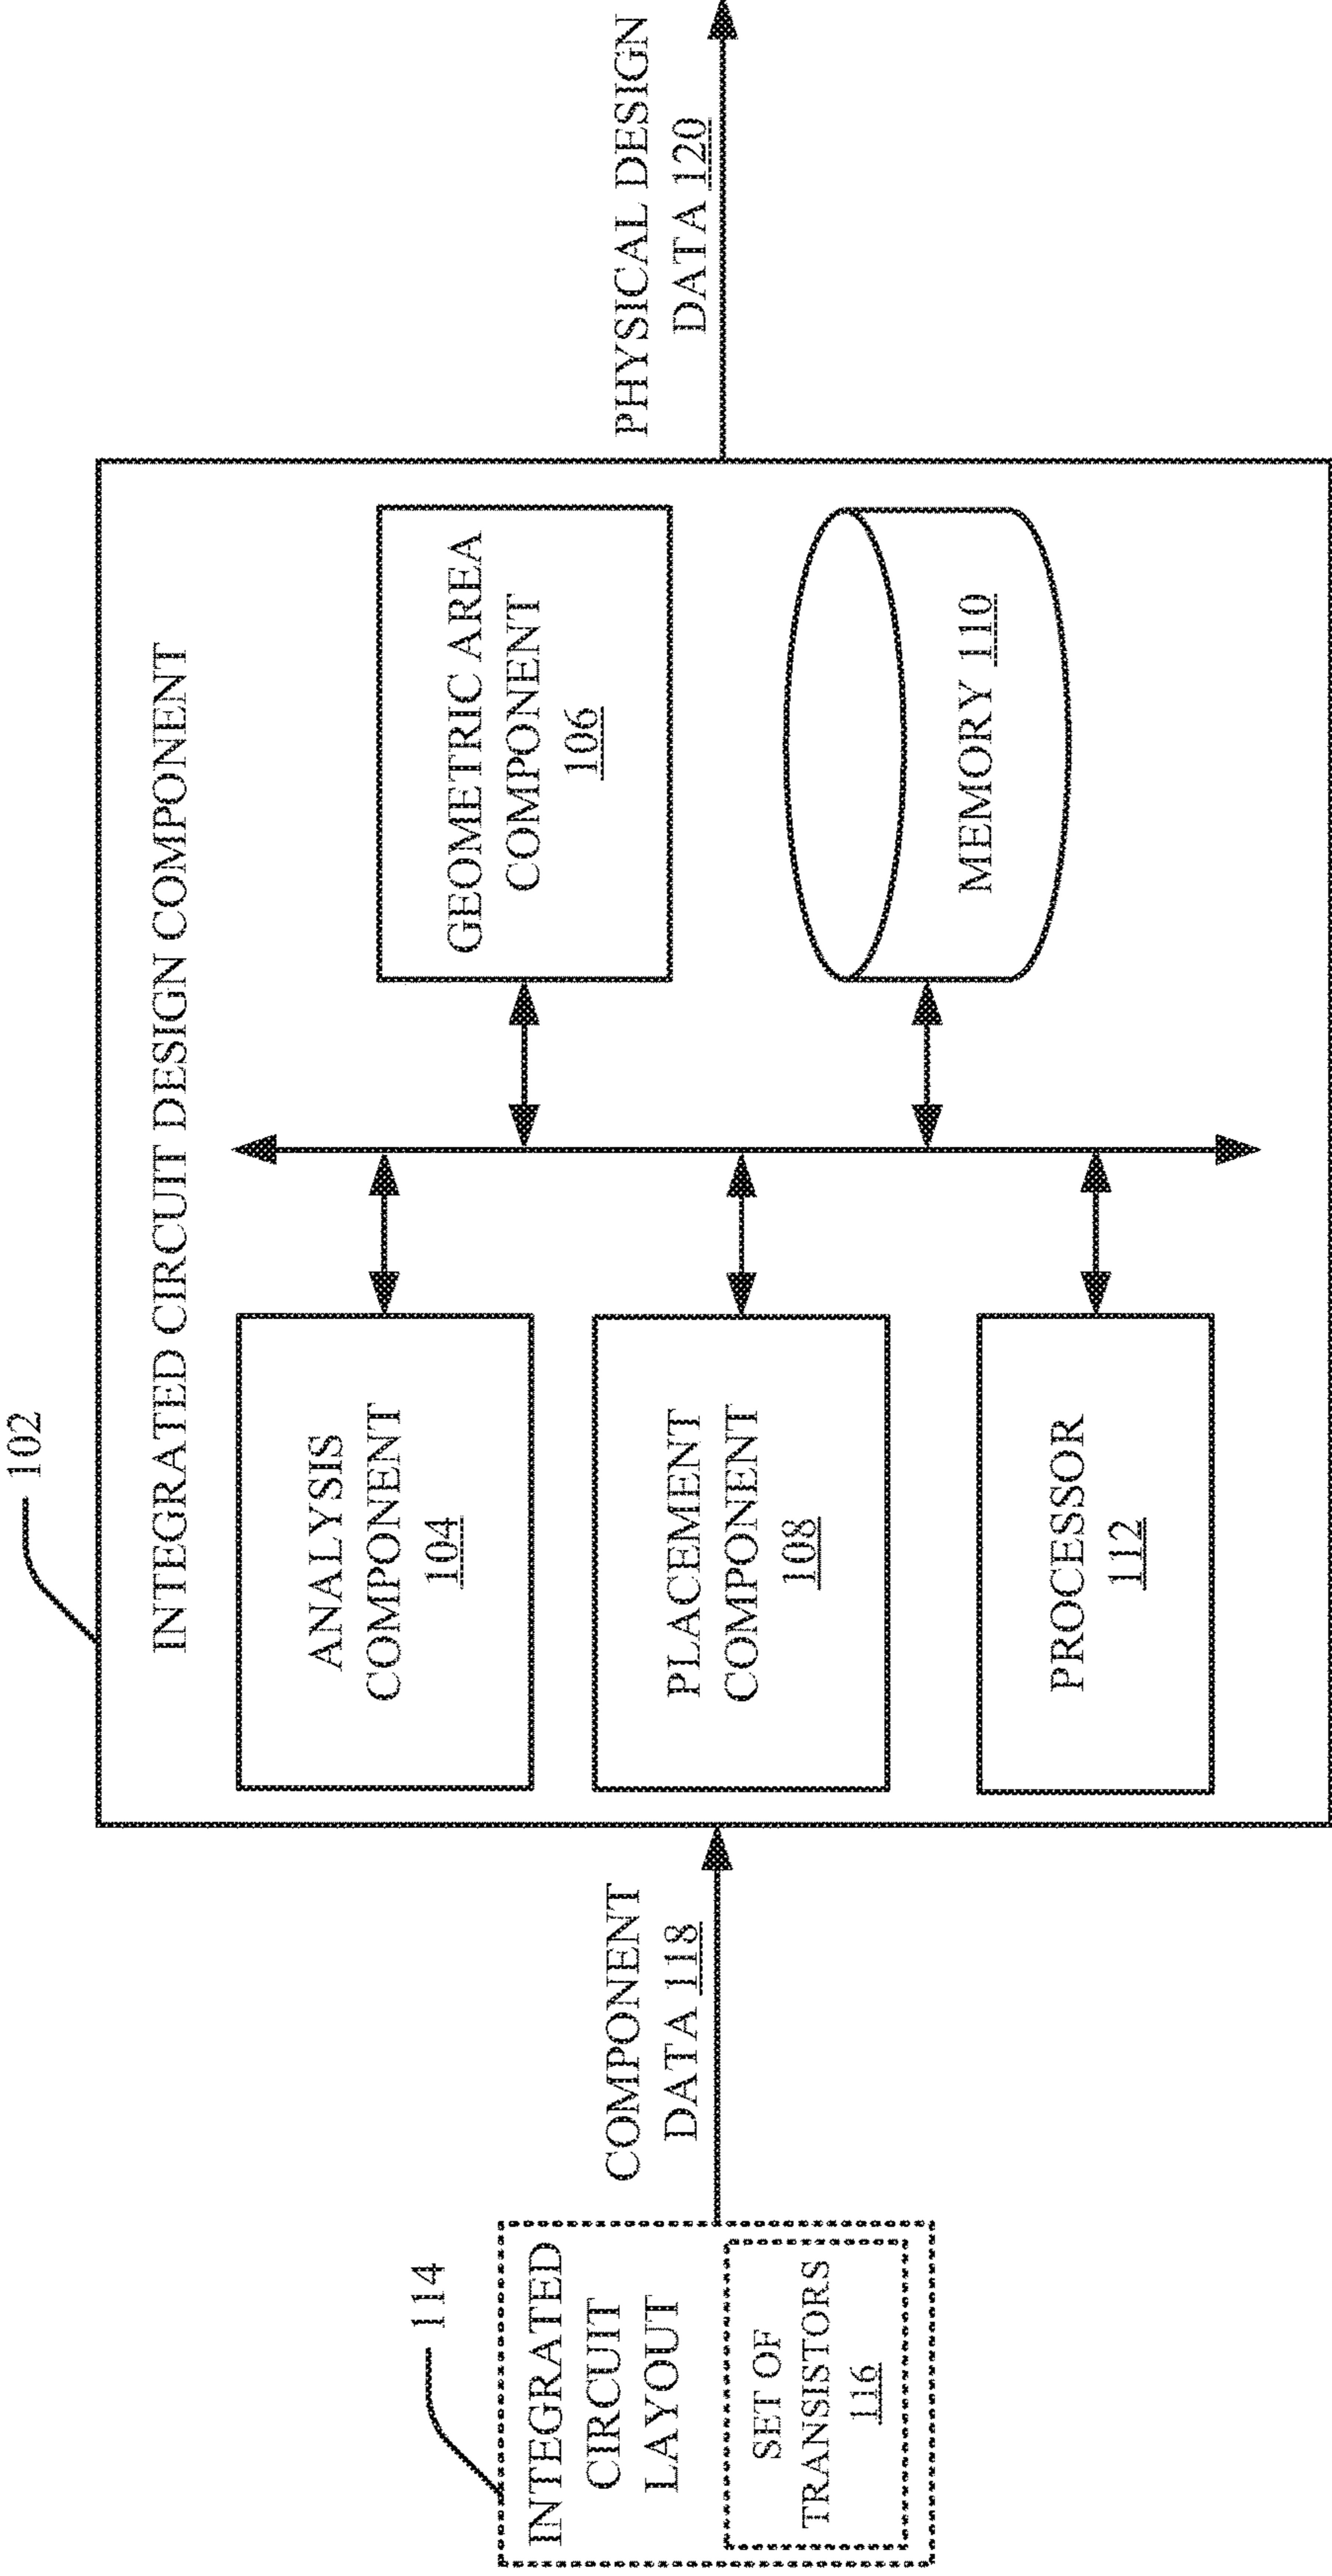 102
INTEGRATED CIRCUIT DESIGN COMPONENT
114
INTEGRATED
CIRCUIT
LAYOUT
SET OF
TRANSISTORS
116
COMPONENT
DATA 118
ANALYSIS
COMPONENT
104
PLACEMENT
COMPONENT
108
PROCESSOR
112
GEOMETRIC AREA
COMPONENT
106
MEMORY 110
PHYSICAL DESIGN
DATA 120